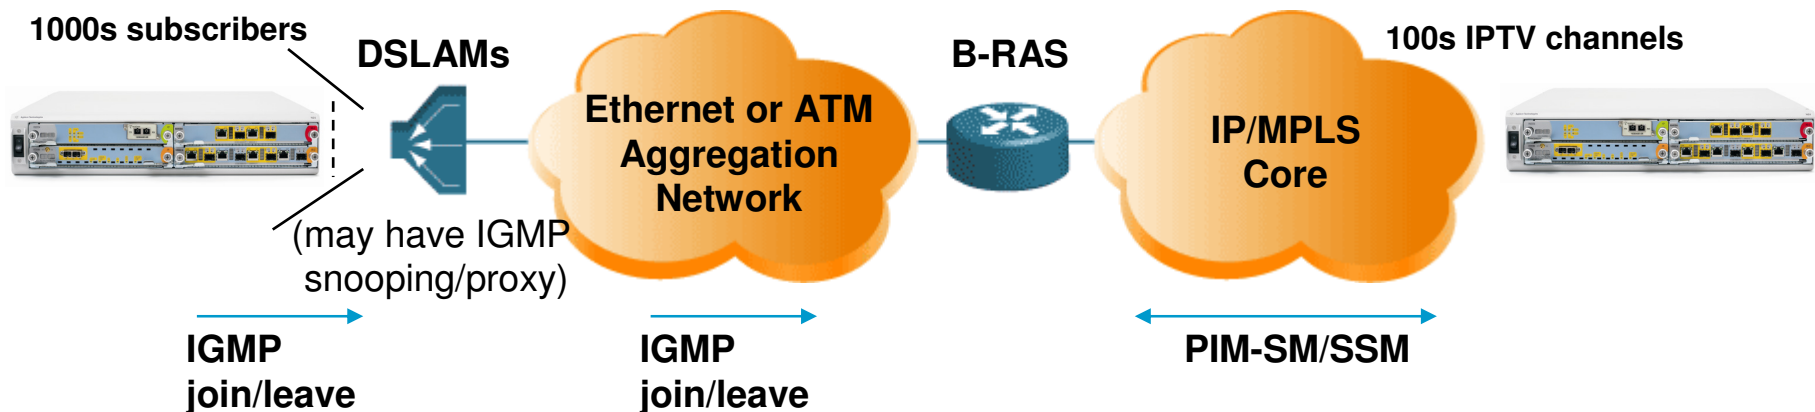 1000s subscribers
DSLAMs
B-RAS
100s IPTV channels
Ethernet or ATM
Aggregation
Network
IP/MPLS
Core
(may have IGMP
snooping/proxy)
IGMP
join/leave
IGMP
join/leave
PIM-SM/SSM